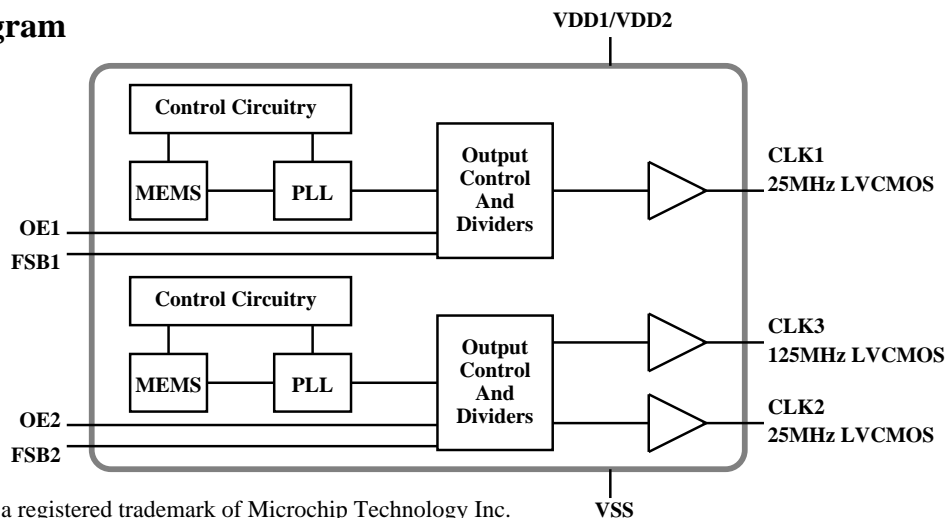 gram
VDD1/VDD2
Control Circuitry
MEMS
PLL
Output
Control
And
Dividers
CLK1
25MHz LVCMOS
OE1
FSB1
Control Circuitry
MEMS
PLL
Output
Control
And
Dividers
CLK3
125MHz LVCMOS
CLK2
25MHz LVCMOS
OE2
FSB2
a registered trademark of Microchip Technology Inc.
VSS